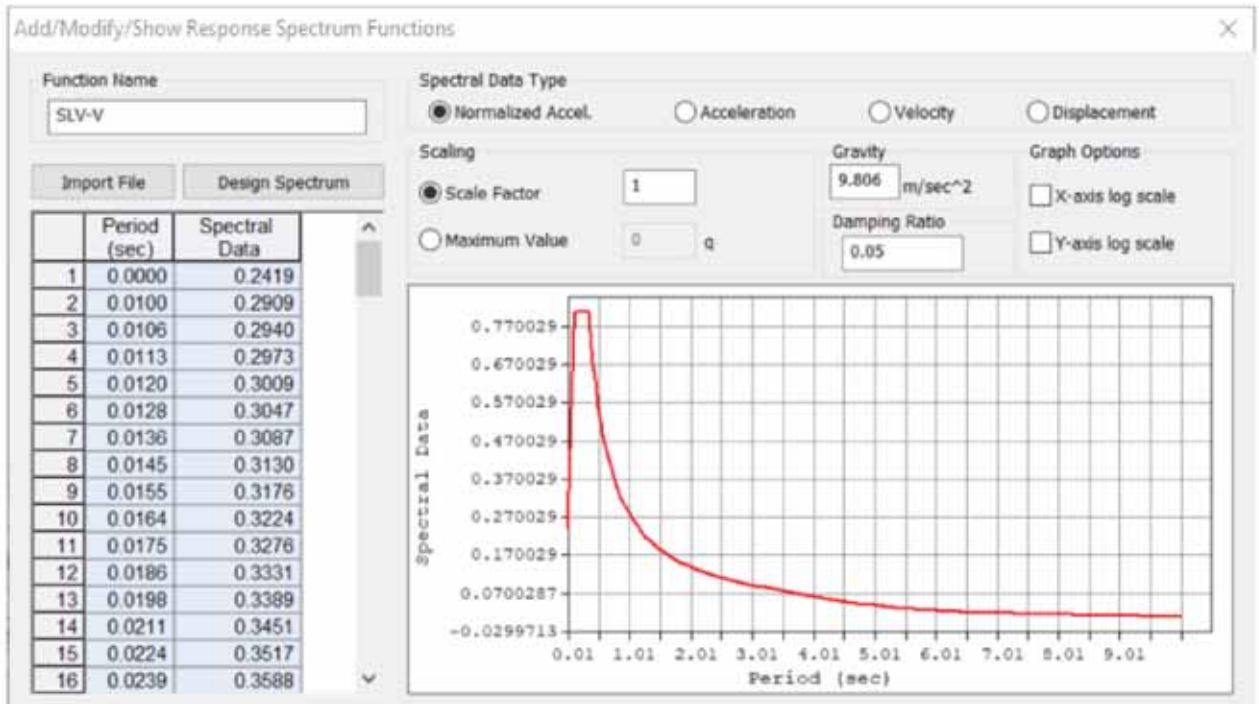 Add/Modify/Show Response Spectrum Functions
Function Name
SLV-V
Import File Design Spectrum
Period (sec) Spectral Data
1 0.0000 0.2419
2 0.0100 0.2909
3 0.0106 0.2940
4 0.0113 0.2973
5 0.0120 0.3009
6 0.0128 0.3047
7 0.0136 0.3087
8 0.0145 0.3130
9 0.0155 0.3176
10 0.0164 0.3224
11 0.0175 0.3276
12 0.0186 0.3331
13 0.0198 0.3389
14 0.0211 0.3451
15 0.0224 0.3517
16 0.0239 0.3588
Spectral Data Type
Normalized Accel. Acceleration Velocity Displacement
Scaling
Scale Factor 1
Maximum Value 0 g
Gravity
9.806 m/sec^2
Damping Ratio
0.05
Graph Options
X-axis log scale
Y-axis log scale
Spectral Data
0.770029
0.670029
0.570029
0.470029
0.370029
0.270029
0.170029
0.0700287
-0.0299713
0.01 1.01 2.01 3.01 4.01 5.01 6.01 7.01 8.01 9.01
Period (sec)